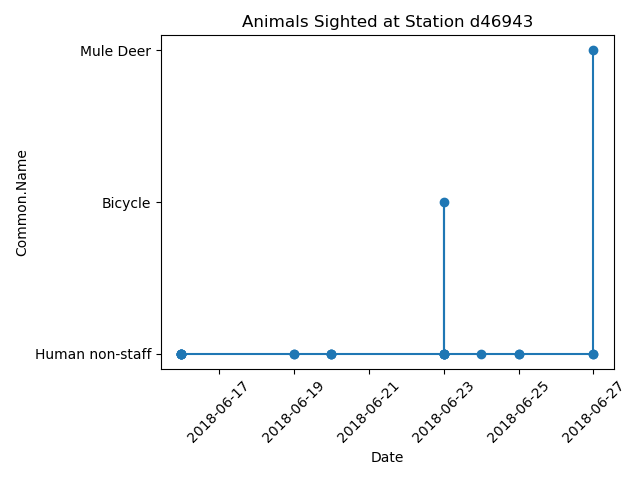 Animals Sighted at Station d46943
Common.Name
Mule Deer
Bicycle
Human non-staff
2018-06-17
2018-06-19
2018-06-21
2018-06-23
2018-06-25
2018-06-27
Date